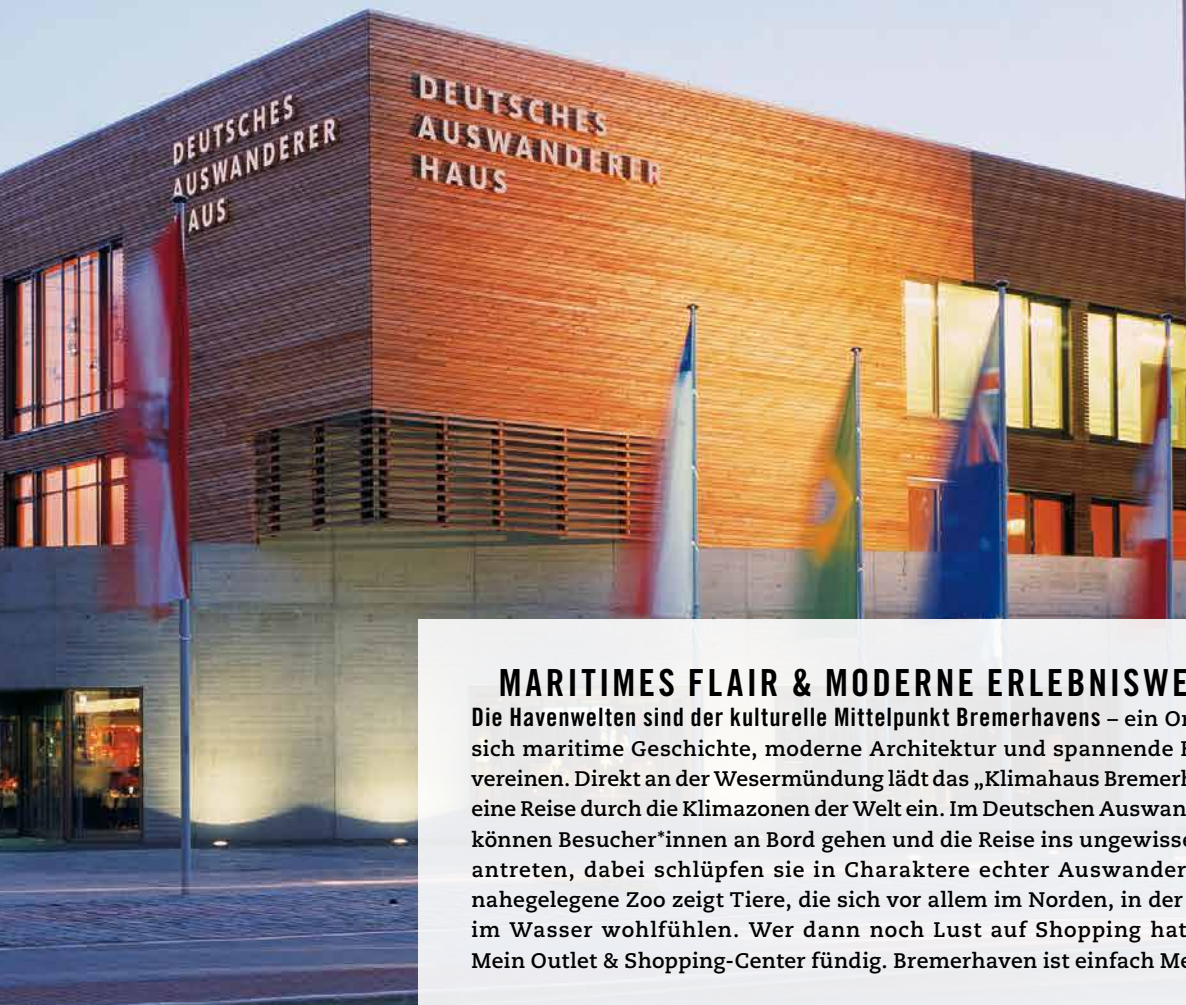 DEUTSCHES
AUSWANDERER
AUS
DEUTSCHES
AUSWANDERER
HAUS
MARITIMES FLAIR & MODERNE ERLEBNISWE
Die Havenwelten sind der kulturelle Mittelpunkt Bremerhavens – ein Or
sich maritime Geschichte, moderne Architektur und spannende
vereinen. Direkt an der Wesermündung lädt das „Klimahaus Bremerh
eine Reise durch die Klimazonen der Welt ein. Im Deutschen Auswan
können Besucher*innen an Bord gehen und die Reise ins ungewisse
antreten, dabei schlüpfen sie in Charaktere echter Auswander
nahegelegene Zoo zeigt Tiere, die sich vor allem im Norden, in der
im Wasser wohlfühlen. Wer dann noch Lust auf Shopping hat
Mein Outlet & Shopping-Center fündig. Bremerhaven ist einfach Me